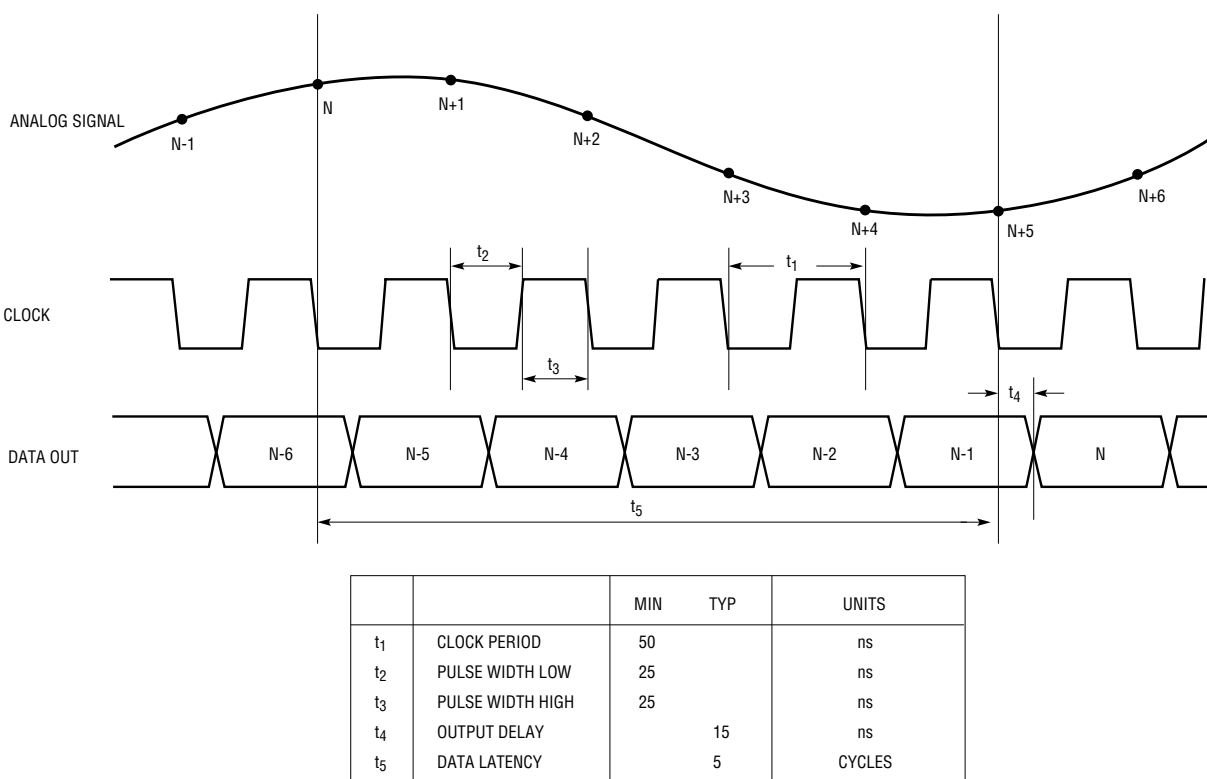 ANALOG SIGNAL
N-1
N
N+1
N+2
N+3
N+4
N+5
N+6
CLOCK
t2
t1
t3
t4
DATA OUT
N-6 N-5 N-4 N-3 N-2 N-1 N
t5
MIN TYP UNITS
t1 CLOCK PERIOD 50 ns
t2 PULSE WIDTH LOW 25 ns
t3 PULSE WIDTH HIGH 25 ns
t4 OUTPUT DELAY 15 ns
t5 DATA LATENCY 5 CYCLES